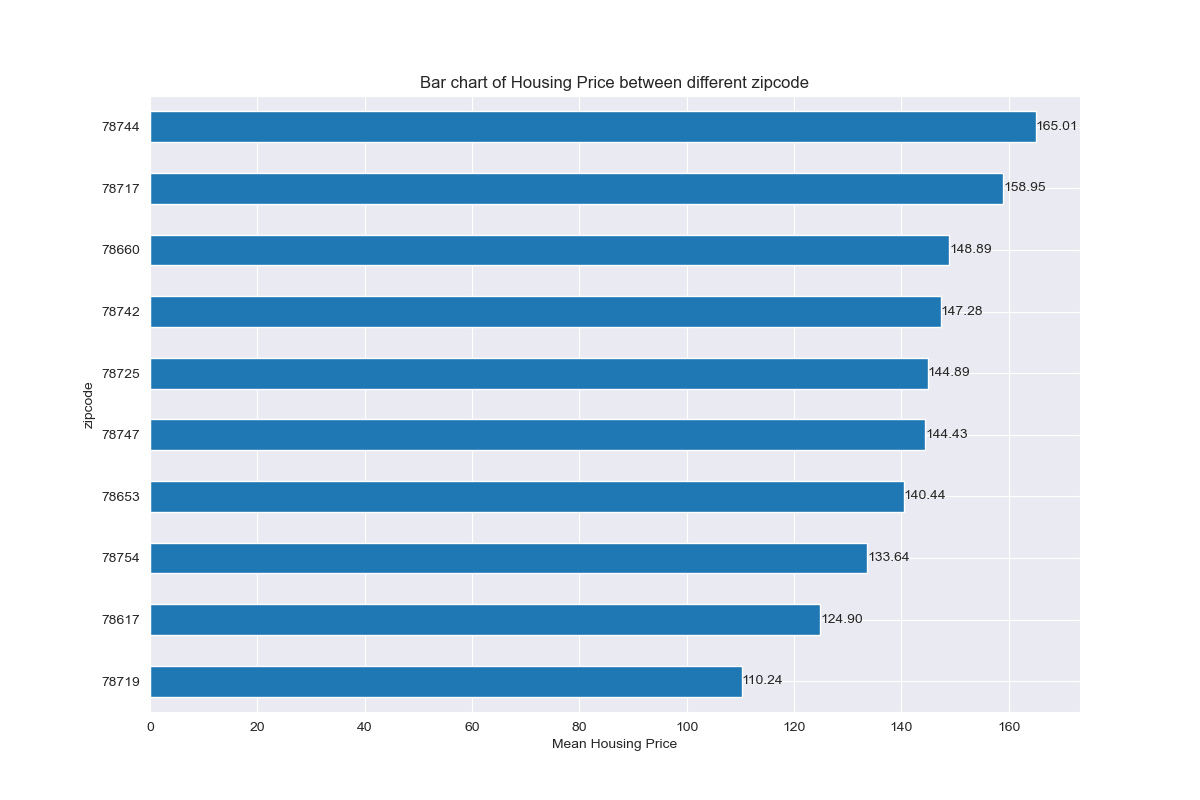 Bar chart of Housing Price between different zipcode
78744 165.01
78717 158.95
78660 148.89
78742 147.28
78725 144.89
zipcode
78747 144.43
78653 140.44
78754 133.64
78617 124.90
78719 110.24
0 20 40 60 80 100 120 140 160
Mean Housing Price